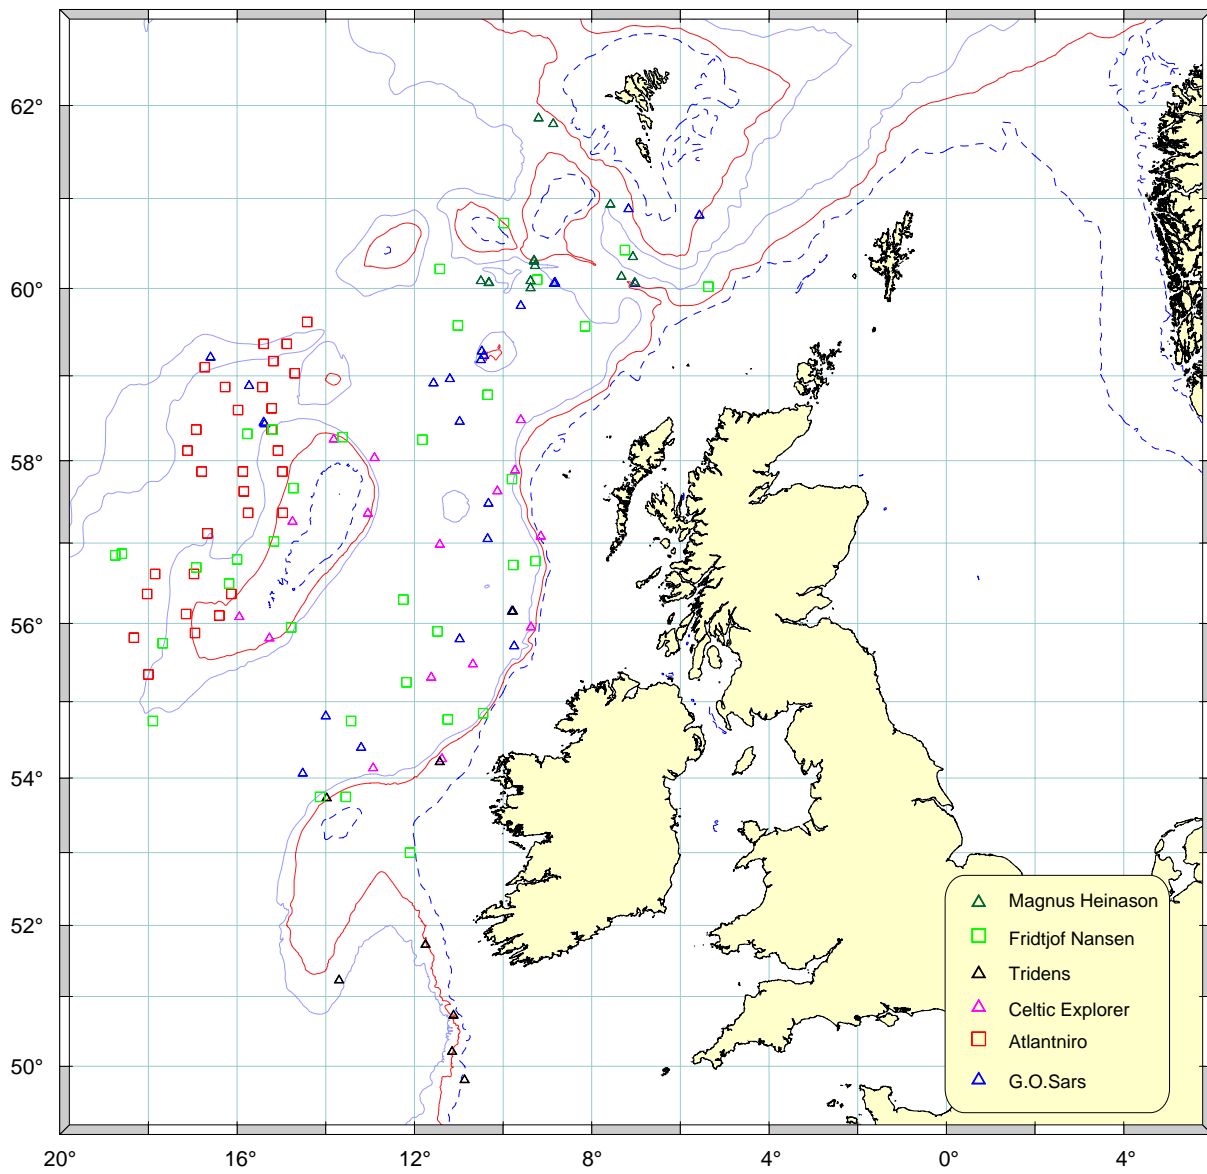 62°
60°
58°
56°
54°
52°
50°
Magnus Heinason
Fridtjof Nansen
Tridens
Celtic Explorer
Atlantniro
G.O.Sars
20° 16° 12° 8° 4° 0° 4°